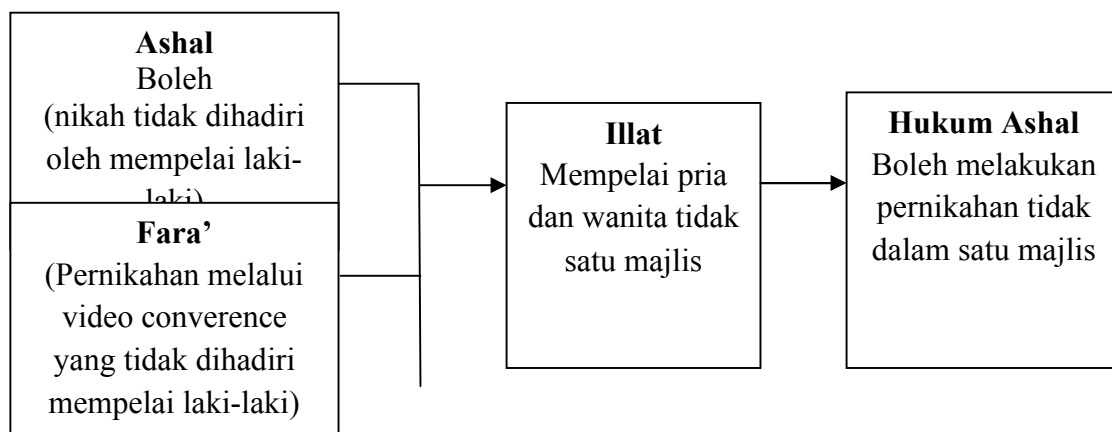 Ashal
Boleh
(nikah tidak dihadiri
oleh mempelai laki-
laki)
Fara’
(Pernikahan melalui
video converence
yang tidak dihadiri
mempelai laki-laki)
Illat
Mempelai pria
dan wanita tidak
satu majlis
Hukum Ashal
Boleh melakukan
pernikahan tidak
dalam satu majlis